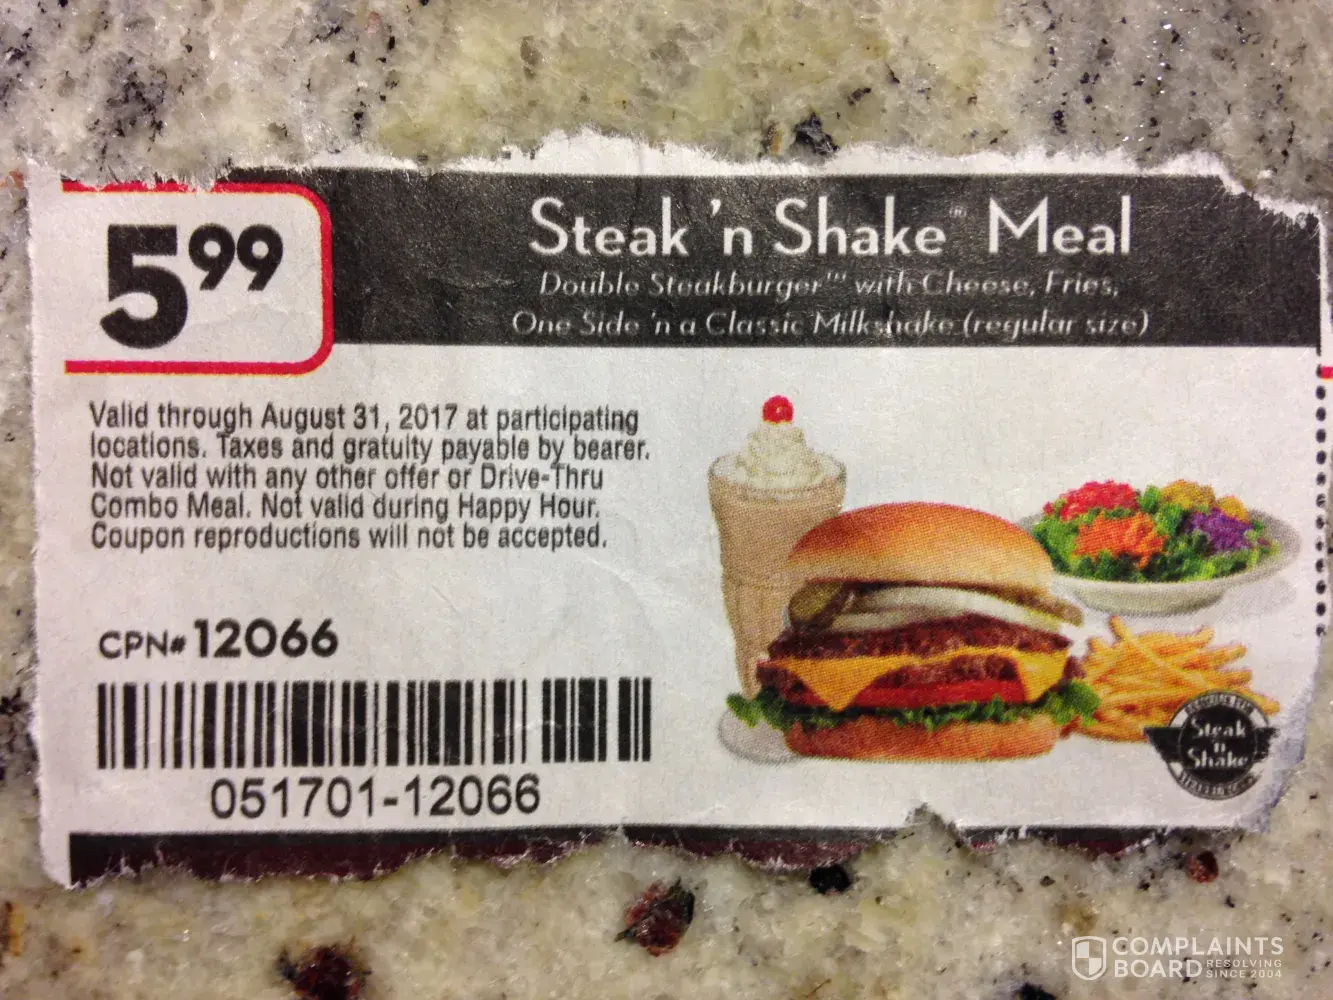 5.99
Steak 'n Shake™ Meal
Double Steakburger™ with Cheese, Fries,
One Side 'n a Classic Milkshake (regular size)
Valid through August 31, 2017 at participating
locations. Taxes and gratuity payable by bearer.
Not valid with any other offer or Drive-Thru
Combo Meal. Not valid during Happy Hour.
Coupon reproductions will not be accepted.
CPN# 12066
051701-12066
Steak
'n
Shake
COMPLAINTS
BOARD RESOLVING
SINCE 2004